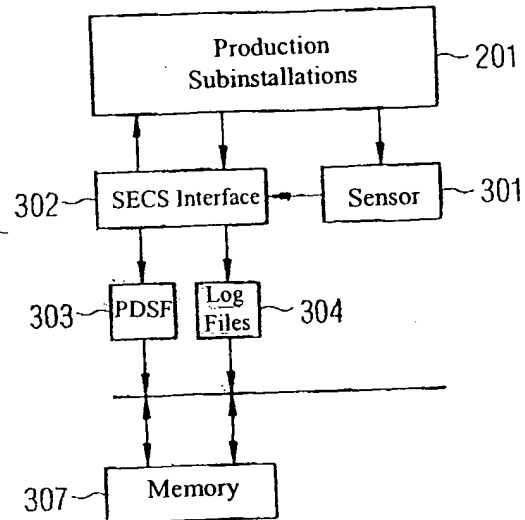 Production
Subinstallations
201
302
SECS Interface
Sensor
301
303
PDSF
Log
Files
304
307
Memory